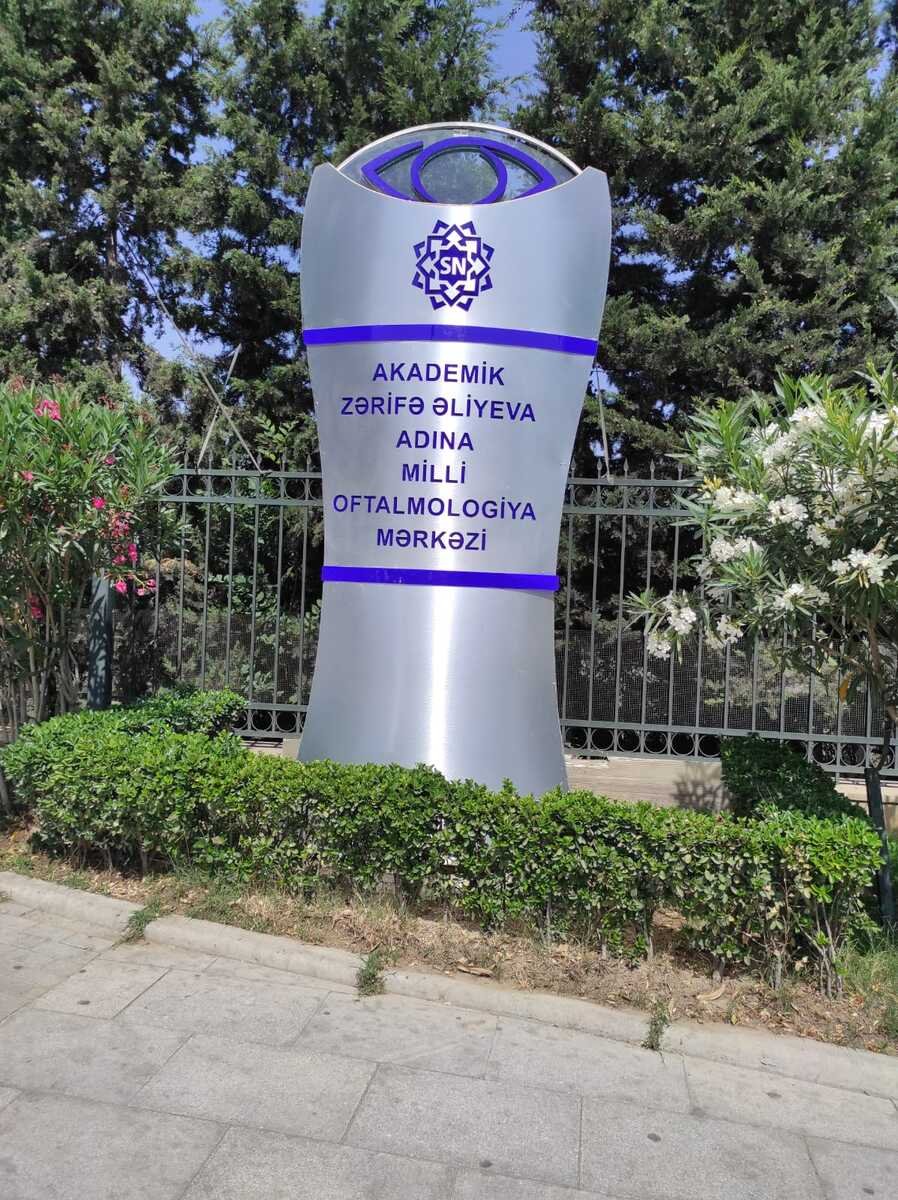 SN
AKADEMİK
ZƏRİFƏ ƏLİYEVA
ADINA
MİLLİ
OFTALMOLOGİYA
MƏRKƏZİ